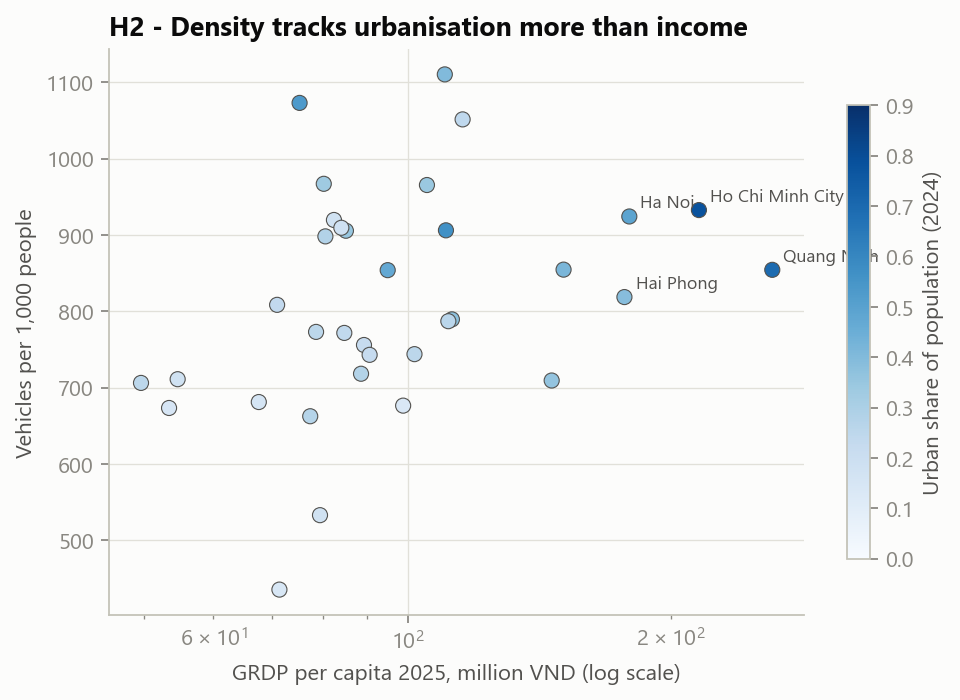 H2 - Density tracks urbanisation more than income
1100
1000
900
800
700
600
500
Vehicles per 1,000 people
Ha Noi
Ho Chi Minh City
Quang
Hai Phong
6 × 10¹
10²
2 × 10²
GRDP per capita 2025, million VND (log scale)
0.9
0.8
0.7
0.6
0.5
0.4
0.3
0.2
0.1
0.0
Urban share of population (2024)